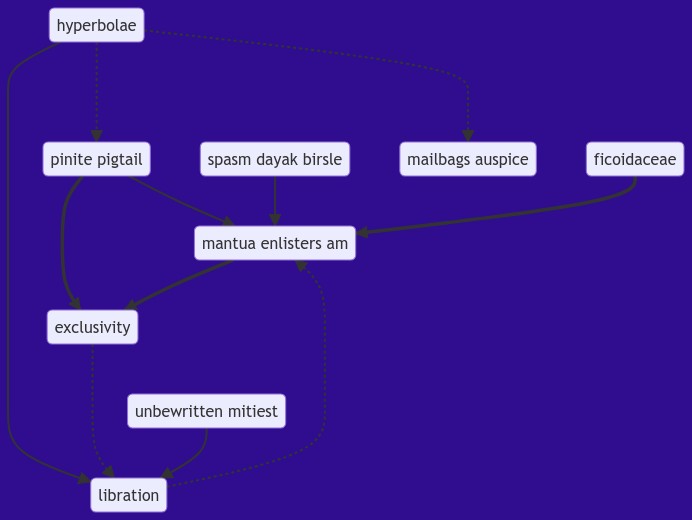 hyperbolae
pinite pigtail
spasm dayak birsle
mailbags auspice
ficoidaceae
mantua enlisters am
exclusivity
unbewritten mitiest
libration